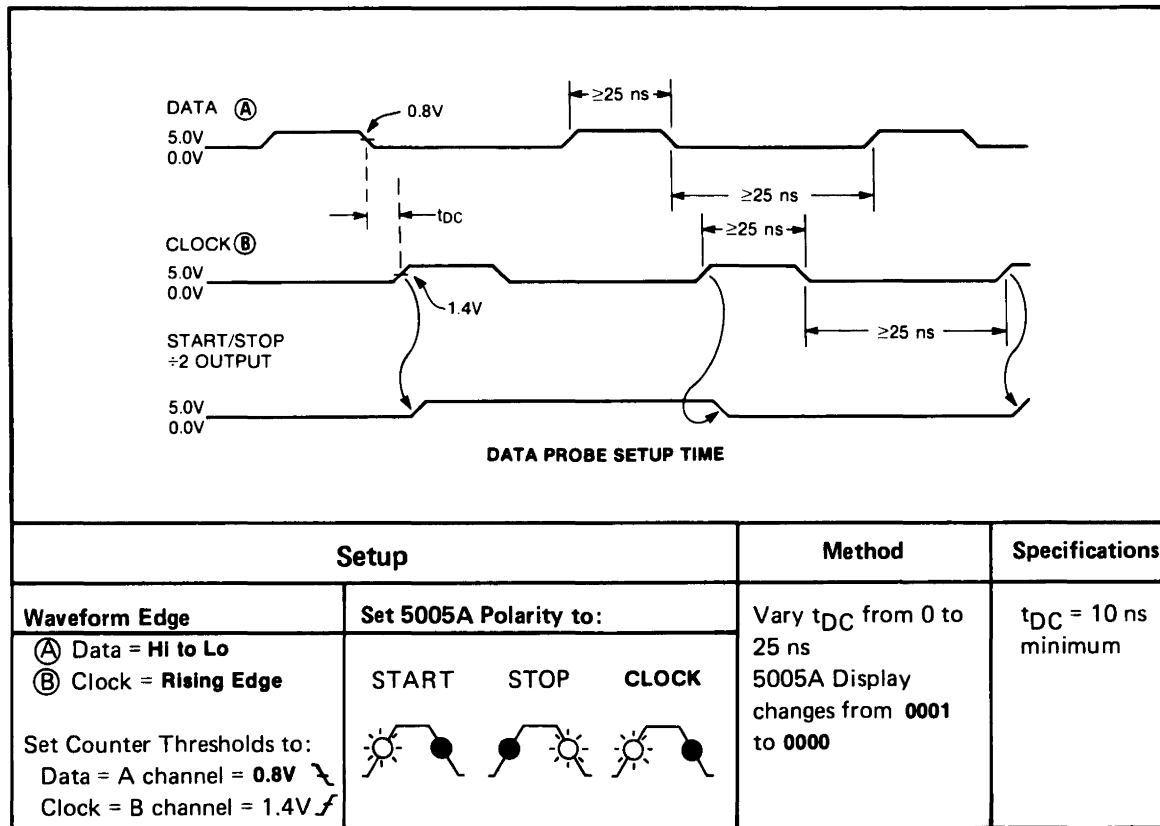 DATA Ⓐ
0.8V
≥25 ns
5.0V
0.0V
≥25 ns
tDC
≥25 ns
CLOCK Ⓑ
5.0V
0.0V
1.4V
≥25 ns
START/STOP
÷2 OUTPUT
5.0V
0.0V
DATA PROBE SETUP TIME
Setup
Method
Specifications
Waveform Edge
Ⓐ Data = Hi to Lo
Ⓑ Clock = Rising Edge
Set Counter Thresholds to:
Data = A channel = 0.8V
Clock = B channel = 1.4V
Set 5005A Polarity to:
START STOP CLOCK
Vary tDC from 0 to
25 ns
5005A Display
changes from 0001
to 0000
tDC = 10 ns
minimum